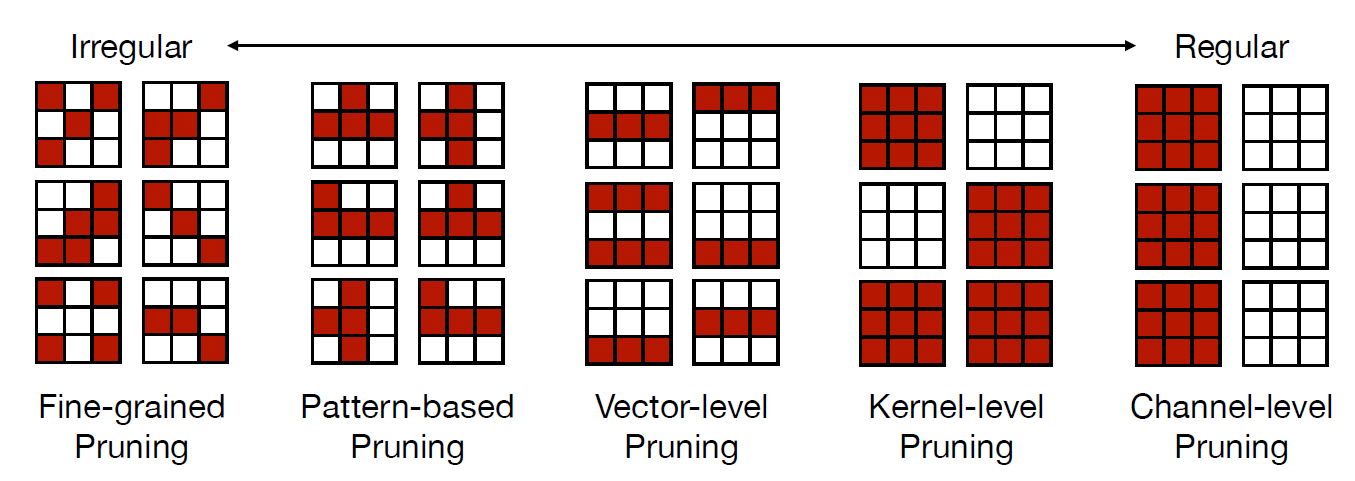 Irregular
Regular
Fine-grained
Pruning
Pattern-based
Pruning
Vector-level
Pruning
Kernel-level
Pruning
Channel-level
Pruning